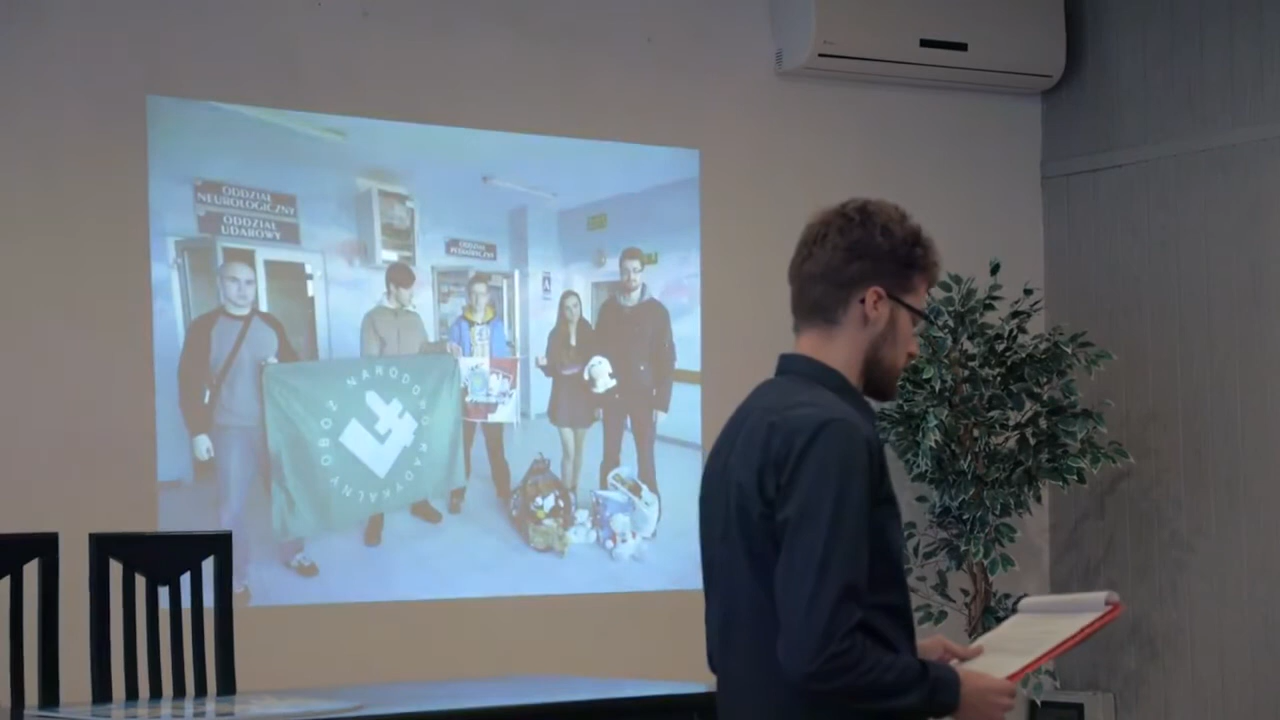 ODDZIAŁ
NEUROLOGICZNY
ODDZIAŁ
UDAROWY
ODDZIAŁ
PEDIATRYCZNY
OBÓZ NARODOWO RADYKALNY